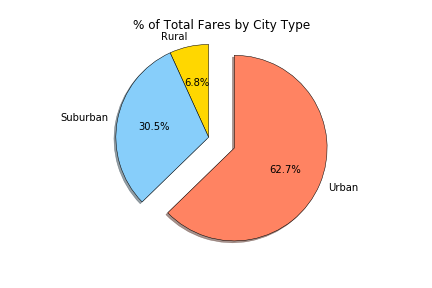 % of Total Fares by City Type
Rural
6.8%
Suburban
30.5%
62.7%
Urban